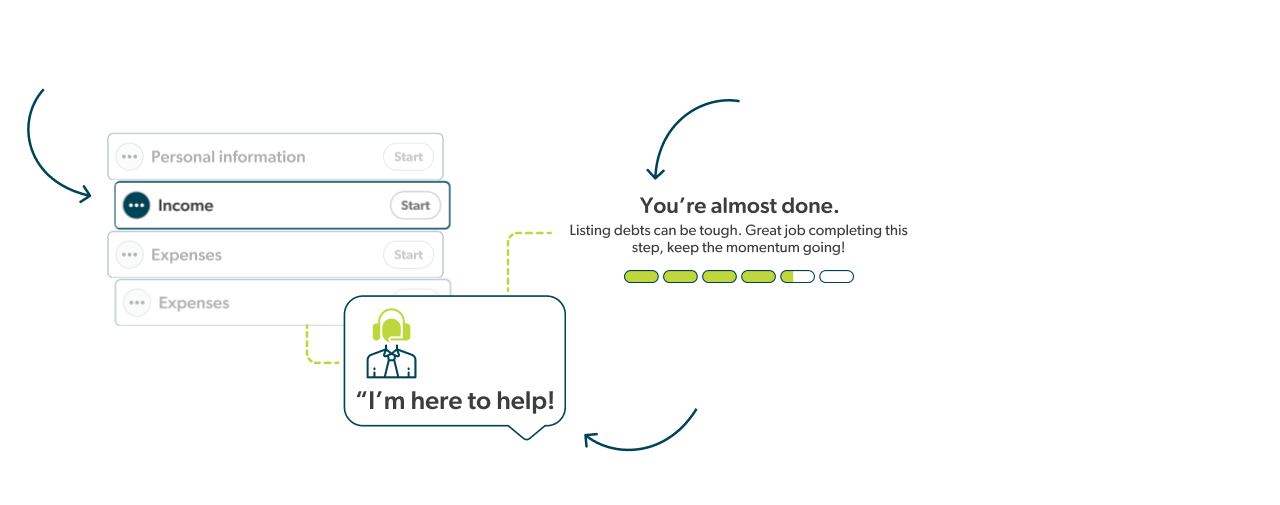 Personal information
Start
Income
Start
Expenses
Start
Expenses
“I’m here to help!
You’re almost done.
Listing debts can be tough. Great job completing this
step, keep the momentum going!